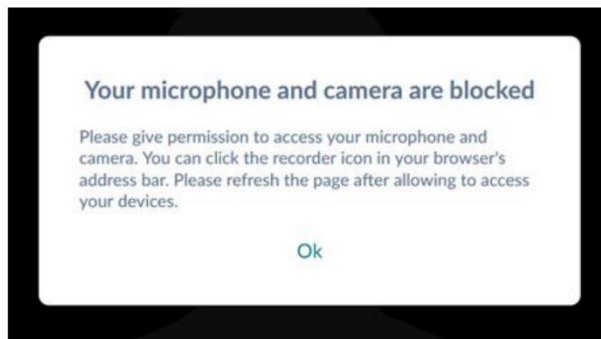 Your microphone and camera are blocked
Please give permission to access your microphone and
camera. You can click the recorder icon in your browser's
address bar. Please refresh the page after allowing to access
your devices.
Ok